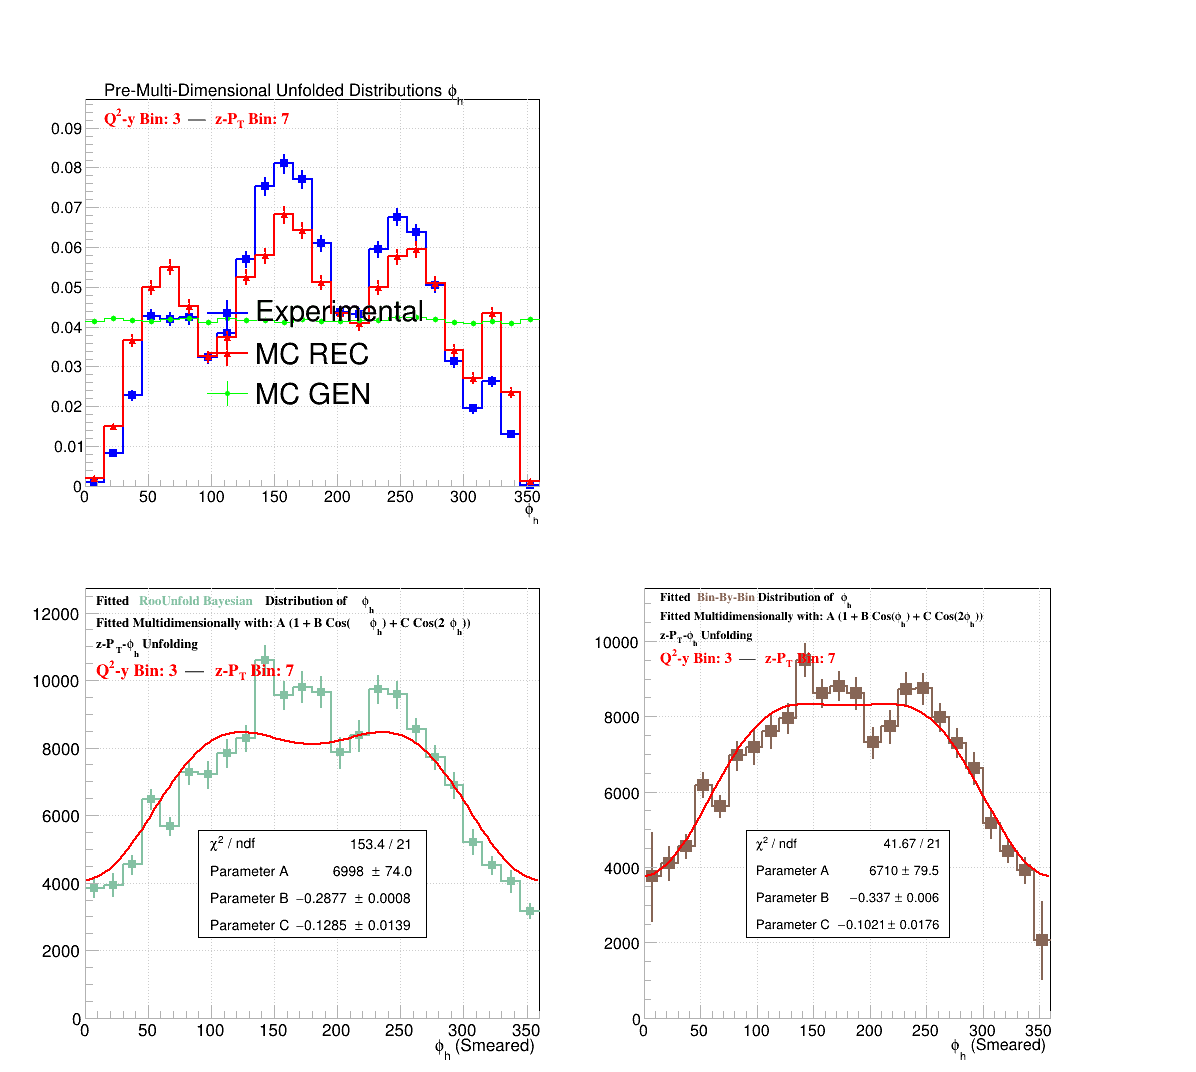 Pre-Multi-Dimensional Unfolded Distributions ϕh
Q²-y Bin: 3 — z-PT Bin: 7
0.09
0.08
0.07
0.06
0.05
0.04
0.03
0.02
0.01
0
Experimental
MC REC
MC GEN
0 50 100 150 200 250 300 350
ϕh
Fitted RooUnfold Bayesian Distribution of ϕh
Fitted Multidimensionally with: A (1 + B Cos( ϕh) + C Cos(2 ϕh))
z-PT-ϕh Unfolding
Q²-y Bin: 3 — z-PT Bin: 7
12000
10000
8000
6000
4000
2000
0
χ² / ndf 153.4 / 21
Parameter A 6998 ± 74.0
Parameter B −0.2877 ± 0.0008
Parameter C −0.1285 ± 0.0139
0 50 100 150 200 250 300 350
ϕh (Smeared)
Fitted Bin-By-Bin Distribution of ϕh
Fitted Multidimensionally with: A (1 + B Cos(ϕh) + C Cos(2ϕh))
z-PT-ϕh Unfolding
Q²-y Bin: 3 — z-PT Bin: 7
10000
8000
6000
4000
2000
0
χ² / ndf 41.67 / 21
Parameter A 6710 ± 79.5
Parameter B −0.337 ± 0.006
Parameter C −0.1021 ± 0.0176
0 50 100 150 200 250 300 350
ϕh (Smeared)